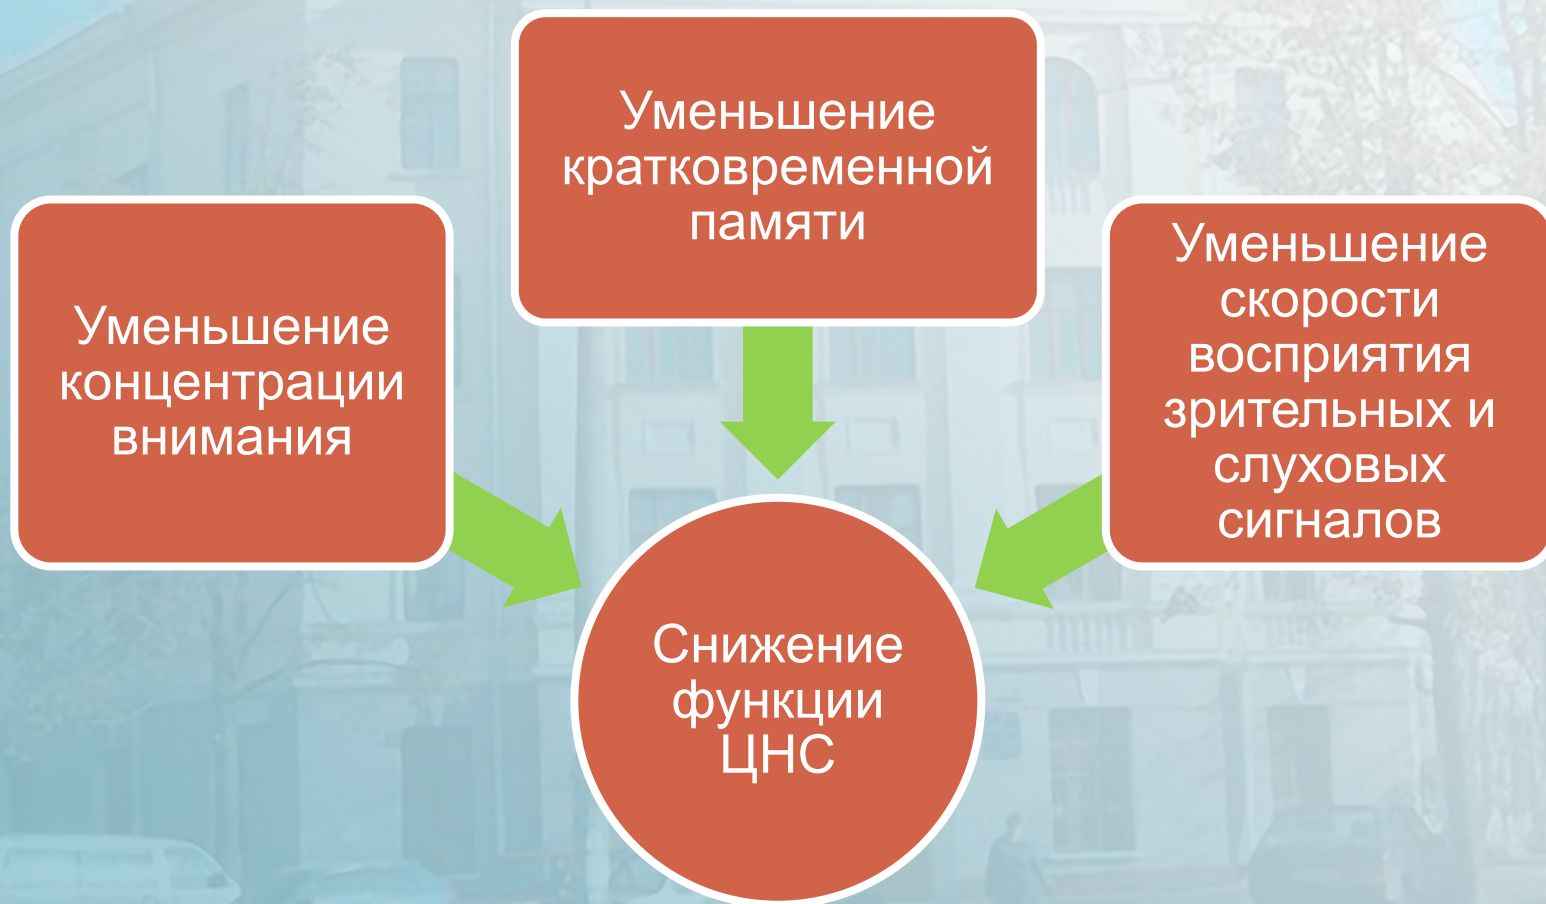 Уменьшение
кратковременной
памяти
Уменьшение
концентрации
внимания
Уменьшение
скорости
восприятия
зрительных и
слуховых
сигналов
Снижение
функции
ЦНС